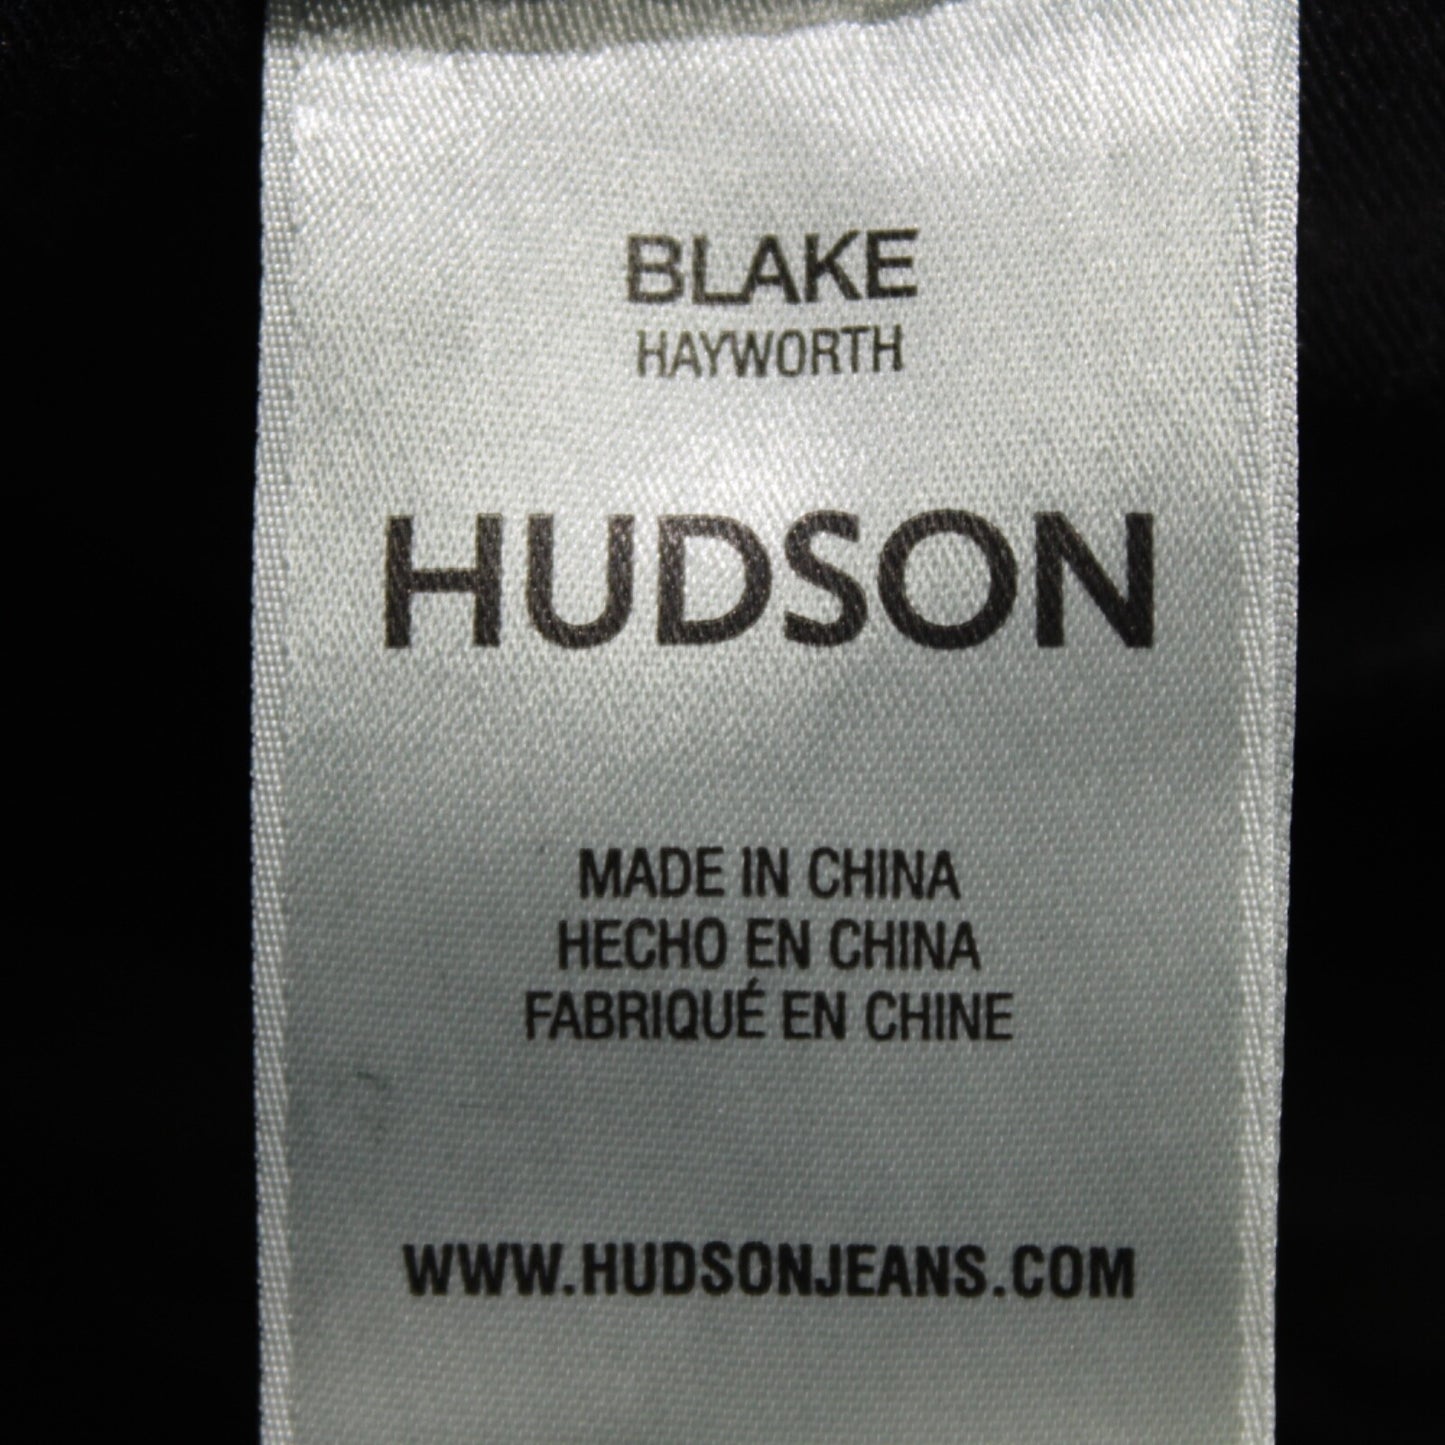 BLAKE
HAYWORTH
HUDSON
MADE IN CHINA
HECHO EN CHINA
FABRIQUÉ EN CHINE
WWW.HUDSONJEANS.COM